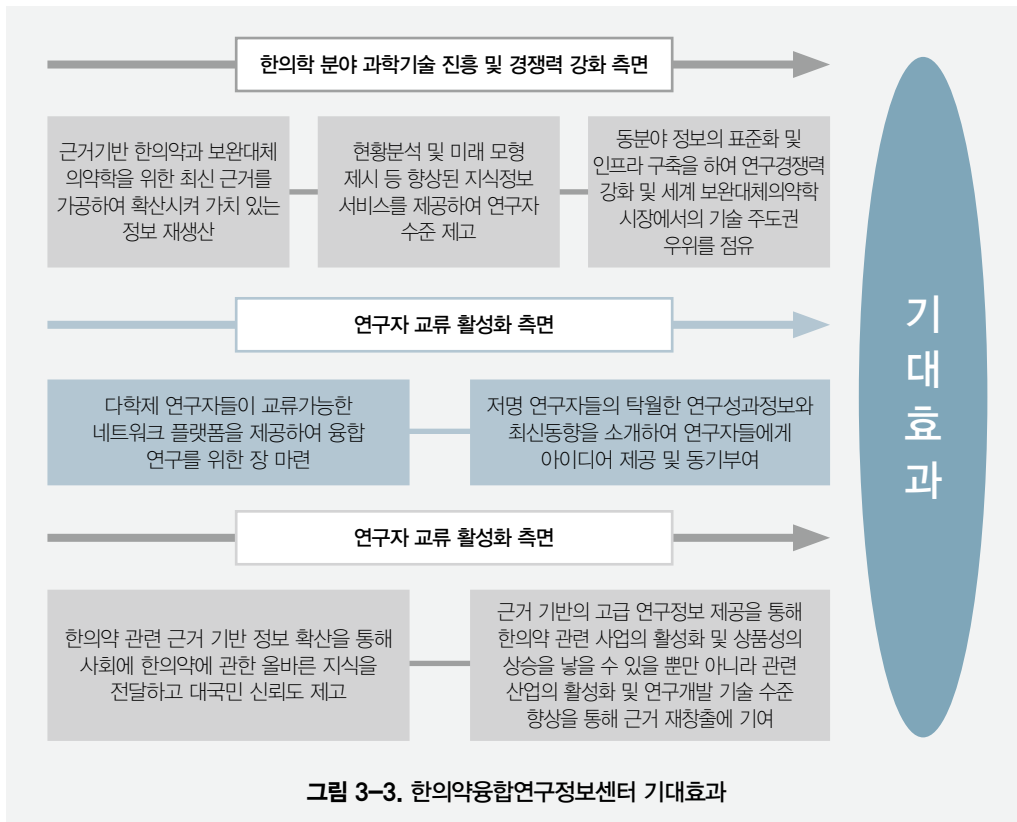 한의학 분야 과학기술 진흥 및 경쟁력 강화 측면
근거기반 한의약과 보완대체
의약학을 위한 최신 근거를
가공하여 확산시켜 가치 있는
정보 재생산
현황분석 및 미래 모형
제시 등 향상된 지식정보
서비스를 제공하여 연구자
수준 제고
동분야 정보의 표준화 및
인프라 구축을 하여 연구경쟁력
강화 및 세계 보완대체의약학
시장에서의 기술 주도권
우위를 점유
연구자 교류 활성화 측면
다학제 연구자들이 교류가능한
네트워크 플랫폼을 제공하여 융합
연구를 위한 장 마련
저명 연구자들의 탁월한 연구성과정보와
최신동향을 소개하여 연구자들에게
아이디어 제공 및 동기부여
연구자 교류 활성화 측면
한의약 관련 근거 기반 정보 확산을 통해
사회에 한의약에 관한 올바른 지식을
전달하고 대국민 신뢰도 제고
근거 기반의 고급 연구정보 제공을 통해
한의약 관련 사업의 활성화 및 상품성의
상승을 낳을 수 있을 뿐만 아니라 관련
산업의 활성화 및 연구개발 기술 수준
향상을 통해 근거 재창출에 기여
기
대
효
과
그림 3-3. 한의약융합연구정보센터 기대효과